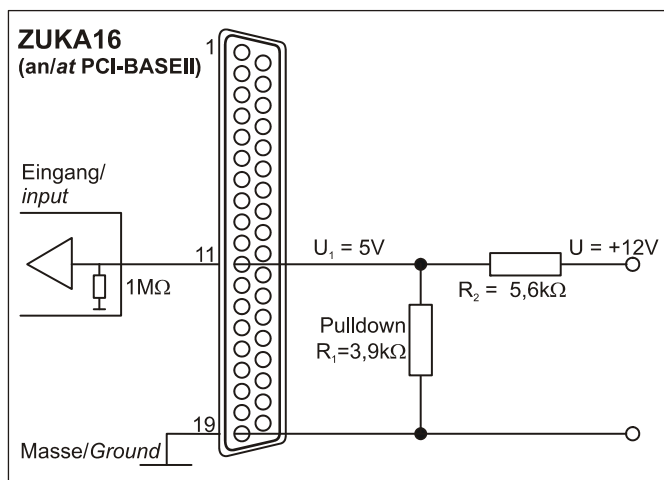 ZUKA16
(an/at PCI-BASEII)
1
Eingang/
input
11
U₁ = 5V
U = +12V
1MΩ
R₂ = 5,6kΩ
Pulldown
R₁=3,9kΩ
19
Masse/Ground